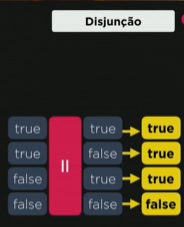 Disjunção
true || true true
true false true
false true true
false false false